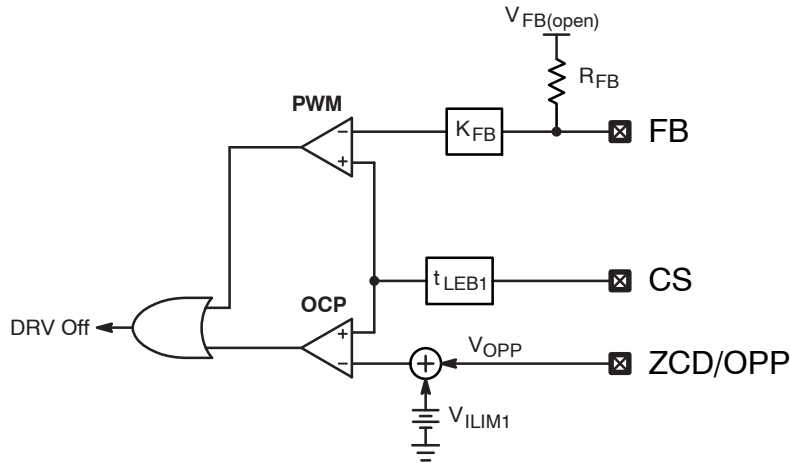 VFB(open)
RFB
PWM
−
KFB
FB
+
tLEB1
CS
OCP
+
DRV Off
−
+
VOPP
ZCD/OPP
VILIM1